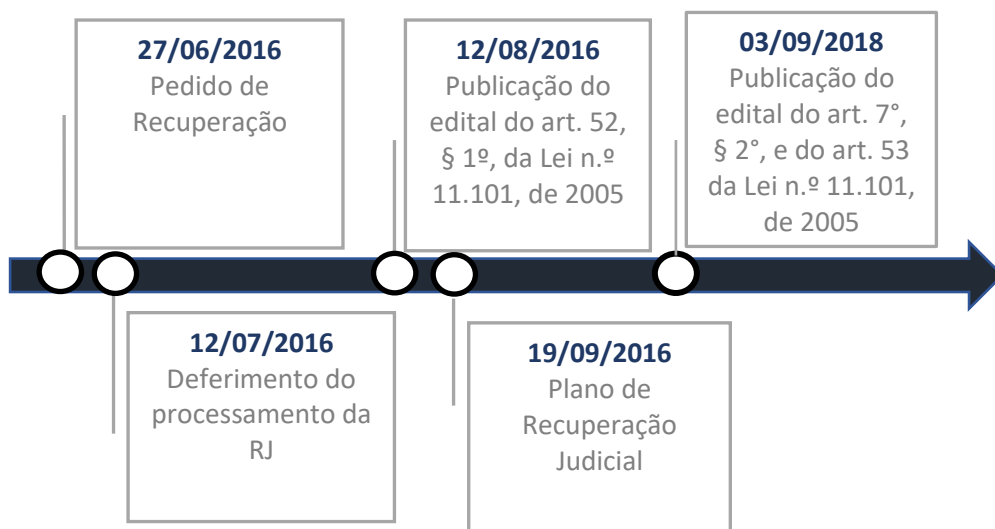 27/06/2016
Pedido de
Recuperação
12/08/2016
Publicação do
edital do art. 52,
§ 1º, da Lei n.º
11.101, de 2005
03/09/2018
Publicação do
edital do art. 7°,
§ 2°, e do art. 53
da Lei n.º 11.101,
de 2005
12/07/2016
Deferimento do
processamento da
RJ
19/09/2016
Plano de
Recuperação
Judicial